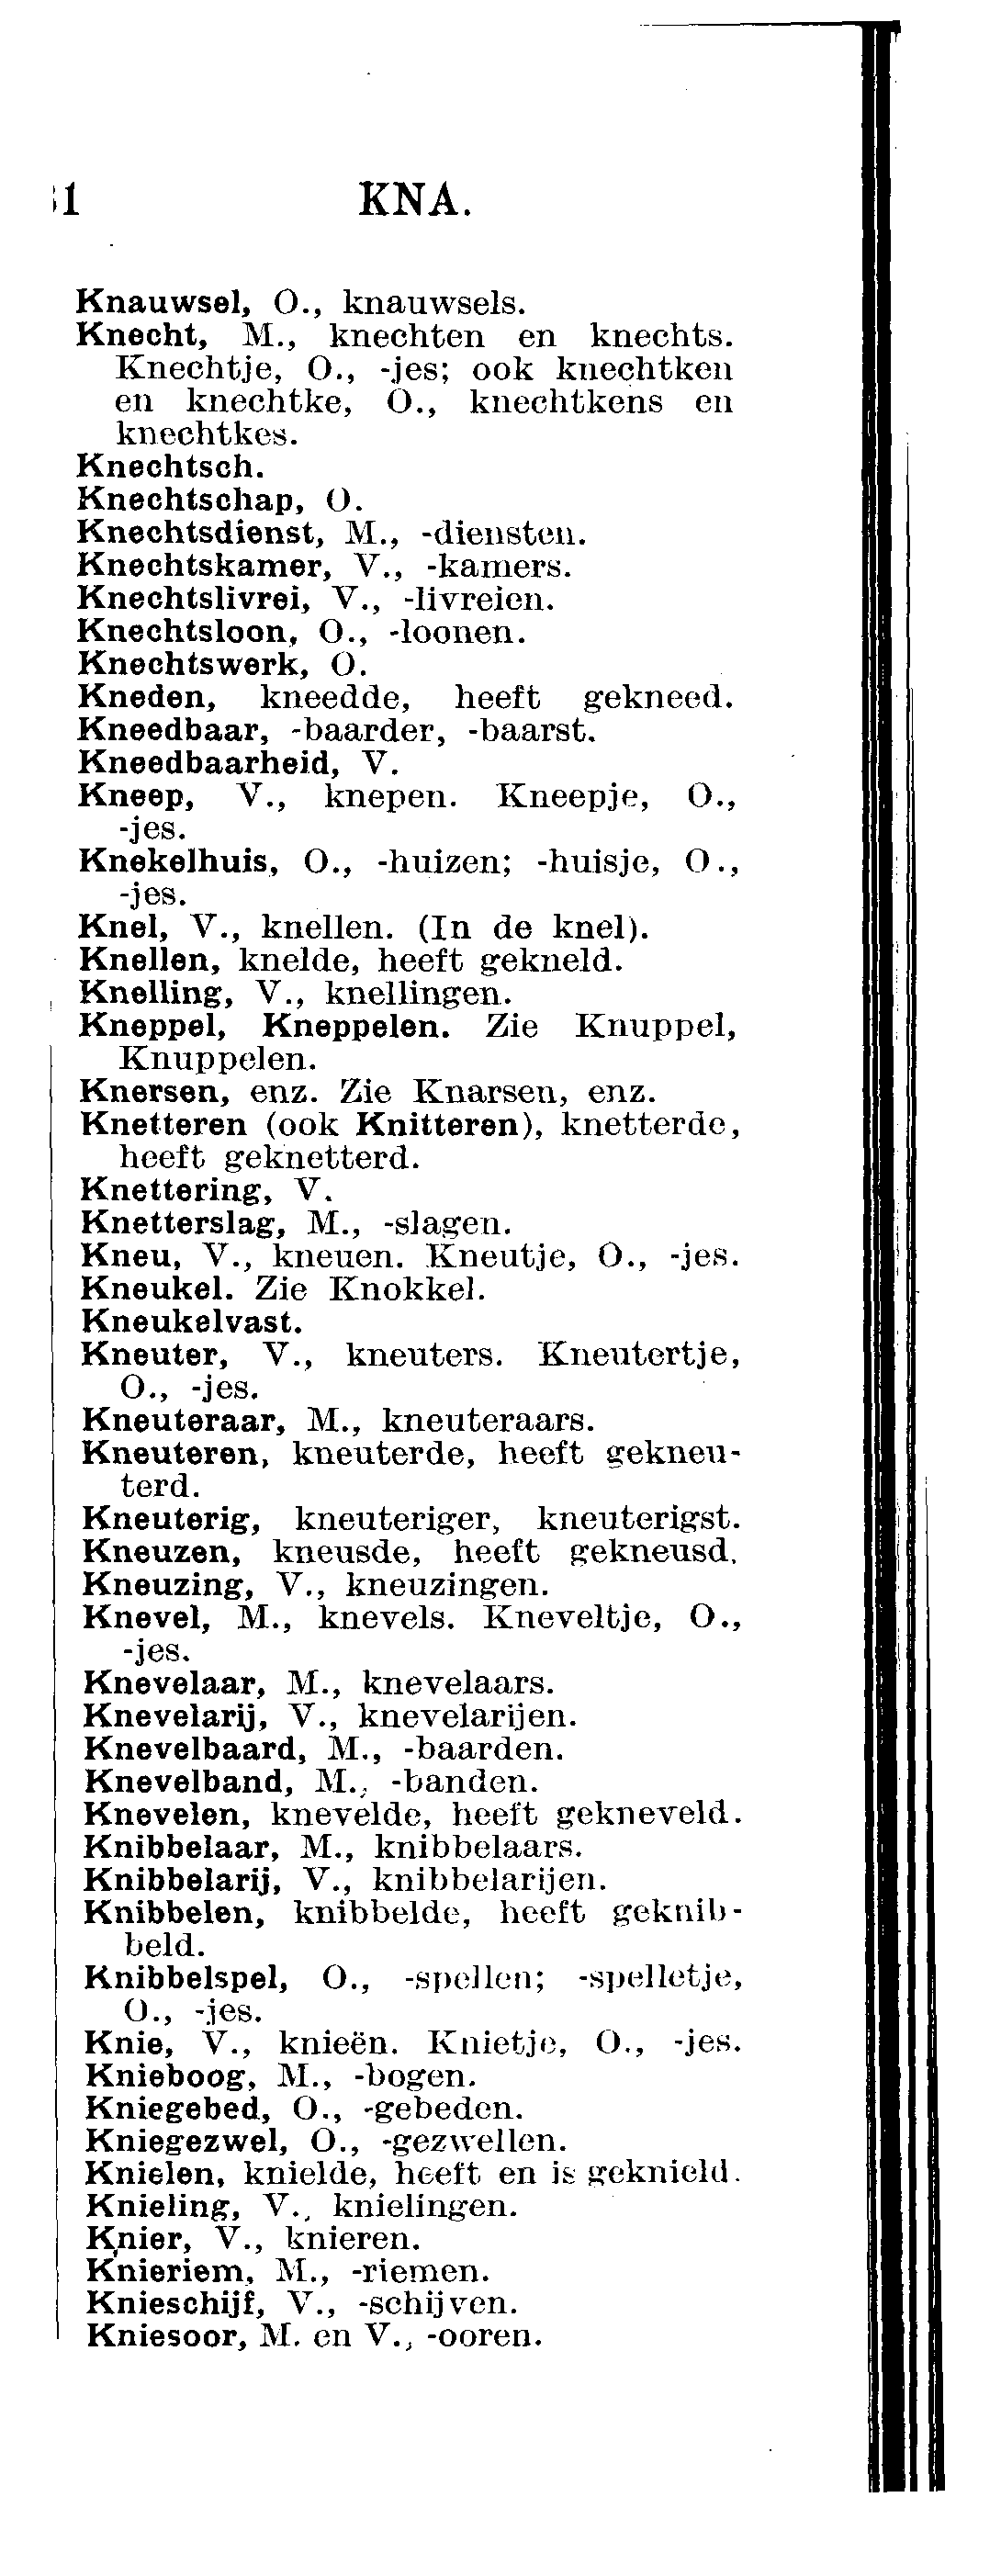 1 KNA.
Knauwsel, O., knauwsels.
Knecht, M., knechten en knechts.
Knechtje, O., -jes; ook knechtken
en knechtke, O., knechtkens en
knechtkes.
Knechtsch.
Knechtschap, O.
Knechtsdienst, M., -diensten.
Knechtskamer, V., -kamers.
Knechtslivrei, V., -livreien.
Knechtsloon, O., -loonen.
Knechtswerk, O.
Kneden, kneedde, heeft gekneed.
Kneedbaar, -baarder, -baarst.
Kneedbaarheid, V.
Kneep, V., knepen. Kneepje, O.,
-jes.
Knekelhuis, O., -huizen; -huisje, O.,
-jes.
Knel, V., knellen. (In de knel).
Knellen, knelde, heeft gekneld.
Knelling, V., knellingen.
Kneppel, Kneppelen. Zie Knuppel,
Knuppelen.
Knersen, enz. Zie Knarsen, enz.
Knetteren (ook Knitteren), knetterde,
heeft geknetterd.
Knettering, V.
Knetterslag, M., -slagen.
Kneu, V., kneuen. Kneutje, O., -jes.
Kneukel. Zie Knokkel.
Kneukelvast.
Kneuter, V., kneuters. Kneutertje,
O., -jes.
Kneuteraar, M., kneuteraars.
Kneuteren, kneuterde, heeft gekneu-
terd.
Kneuterig, kneuteriger, kneuterigst.
Kneuzen, kneusde, heeft gekneusd.
Kneuzing, V., kneuzingen.
Knevel, M., knevels. Kneveltje, O.,
-jes.
Knevelaar, M., knevelaars.
Knevelarij, V., knevelarijen.
Knevelbaard, M., -baarden.
Knevelband, M., -banden.
Knevelen, knevelde, heeft gekneveld.
Knibbelaar, M., knibbelaars.
Knibbelarij, V., knibbelarijen.
Knibbelen, knibbelde, heeft geknib-
beld.
Knibbelspel, O., -spellen; -spelletje,
O., -jes.
Knie, V., knieën. Knietje, O., -jes.
Knieboog, M., -bogen.
Kniegebed, O., -gebeden.
Kniegezwel, O., -gezwellen.
Knielen, knielde, heeft en is geknield.
Knieling, V., knielingen.
Knier, V., knieren.
Knieriem, M., -riemen.
Knieschijf, V., -schijven.
Kniesoor, M. en V., -ooren.